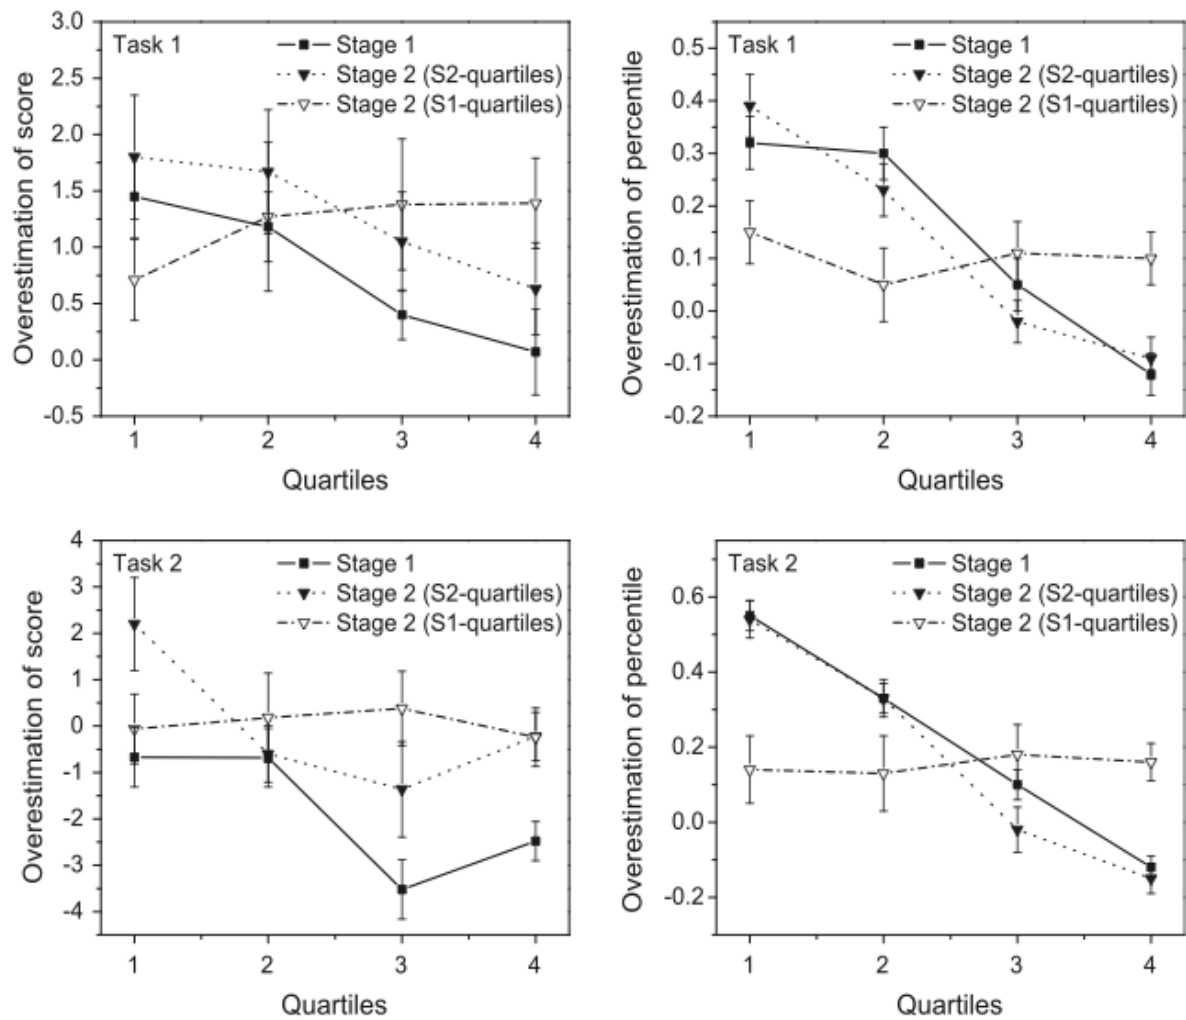 Task 1
Stage 1
Stage 2 (S2-quartiles)
Stage 2 (S1-quartiles)
Overestimation of score
3.0
2.5
2.0
1.5
1.0
0.5
0.0
-0.5
1 2 3 4
Quartiles
Task 1
Stage 1
Stage 2 (S2-quartiles)
Stage 2 (S1-quartiles)
Overestimation of percentile
0.5
0.4
0.3
0.2
0.1
0.0
-0.1
-0.2
1 2 3 4
Quartiles
Task 2
Stage 1
Stage 2 (S2-quartiles)
Stage 2 (S1-quartiles)
Overestimation of score
4
3
2
1
0
-1
-2
-3
-4
1 2 3 4
Quartiles
Task 2
Stage 1
Stage 2 (S2-quartiles)
Stage 2 (S1-quartiles)
Overestimation of percentile
0.6
0.4
0.2
0.0
-0.2
1 2 3 4
Quartiles